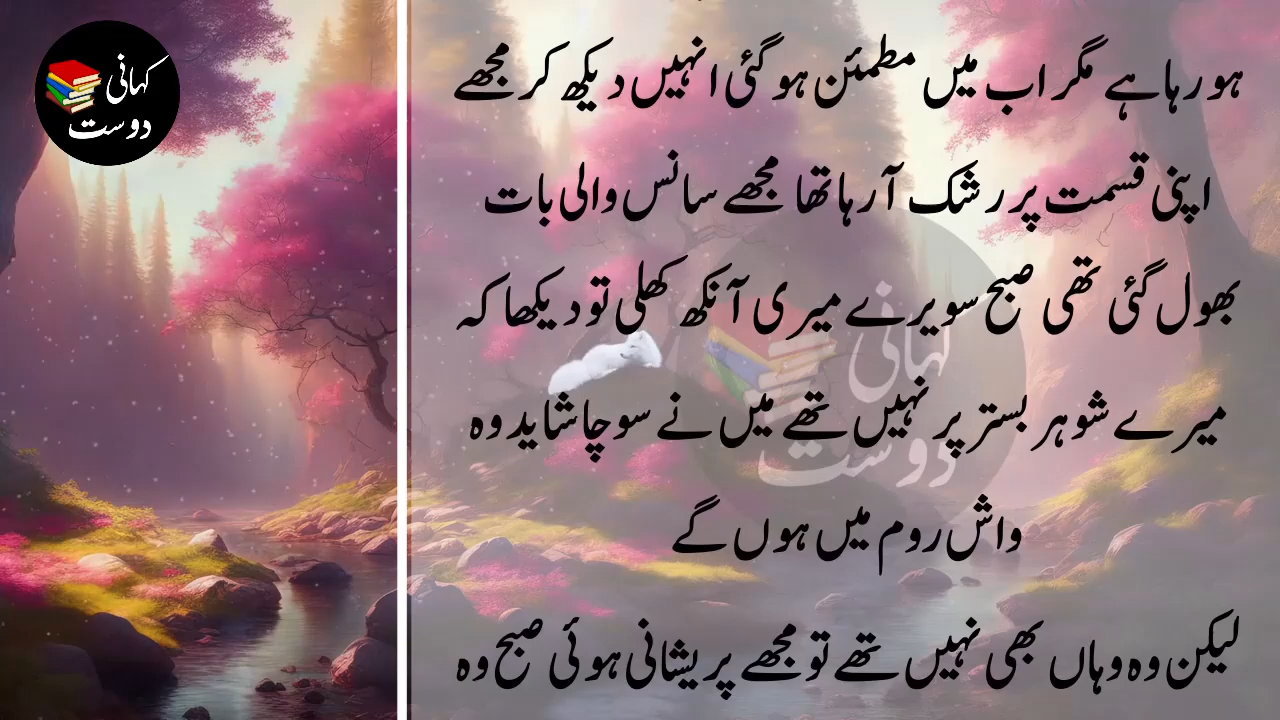 کہانی
دوست
ہو رہا ہے مگر اب میں مطمئن ہو گئی انہیں دیکھ کر مجھے
اپنی قسمت پر رشک آ رہا تھا مجھے سانس والی بات
بھول گئی تھی صبح سویرے میری آنکھ کھلی تو دیکھا کہ
میرے شوہر بستر پر نہیں تھے میں نے سوچا شاید وہ
واش روم میں ہوں گے
لیکن وہ وہاں بھی نہیں تھے تو مجھے پریشانی ہوئی صبح وہ
کہانی
دوست